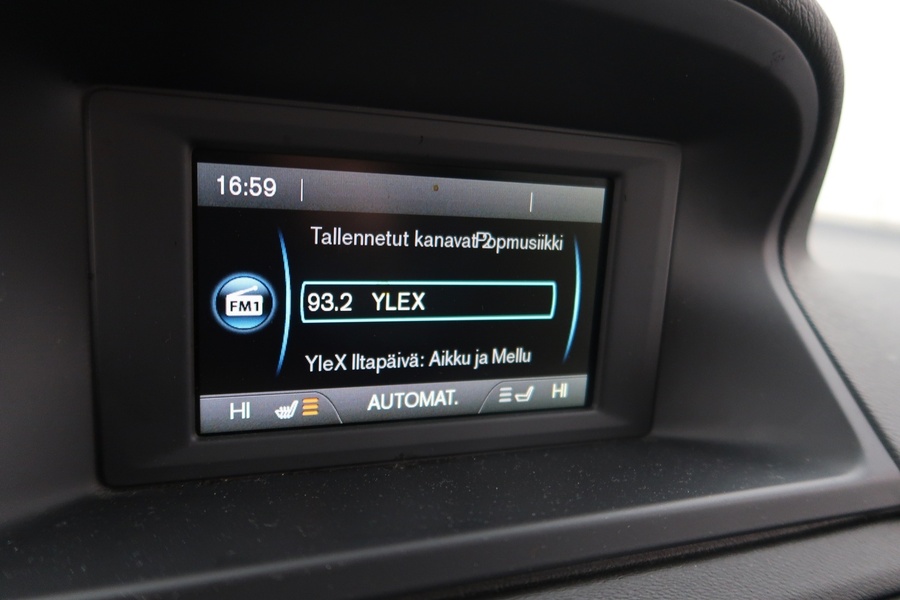 16:59
Tallennetut kanavat Popmusiikki
FM1
93.2 YLEX
YleX Iltapäivä: Aikku ja Mellu
HI AUTOMAT. HI